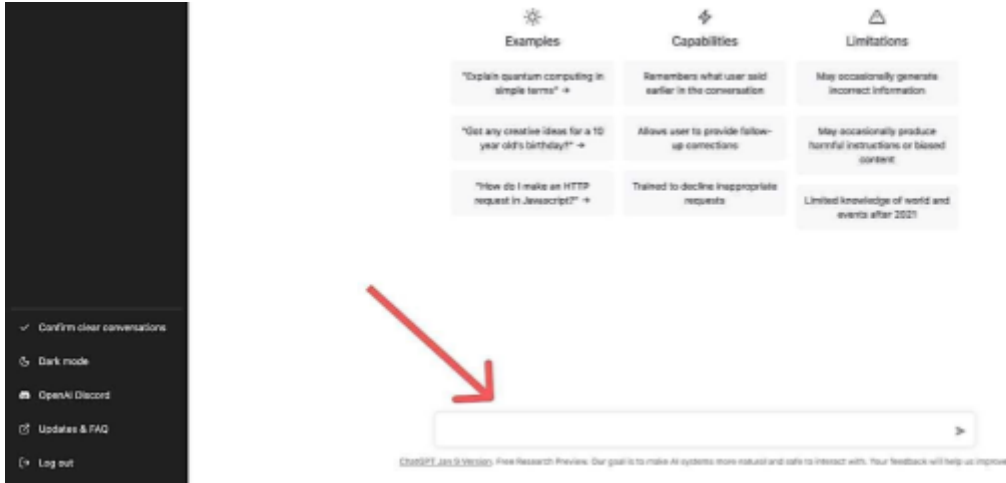 Examples
Capabilities
Limitations
"Explain quantum computing in
simple terms" →
Remembers what user said
earlier in the conversation
May occasionally generate
incorrect information
"Got any creative ideas for a 10
year old's birthday?" →
Allows user to provide follow-
up corrections
May occasionally produce
harmful instructions or biased
content
"How do I make an HTTP
request in Javascript?" →
Trained to decline inappropriate
requests
Limited knowledge of world and
events after 2021
Confirm clear conversations
Dark mode
OpenAI Discord
Updates & FAQ
Log out
ChatGPT Jan 9 Version. Free Research Preview. Our goal is to make AI systems more natural and safe to interact with. Your feedback will help us improve